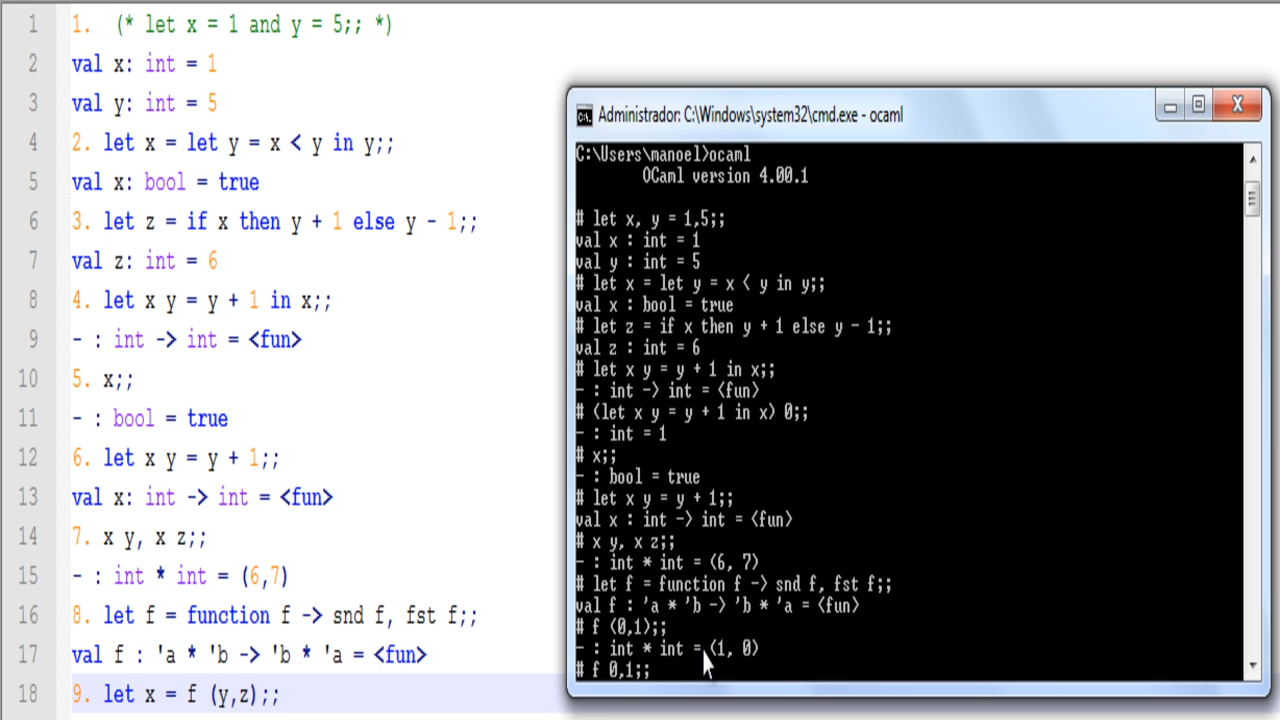 1 1. (* let x = 1 and y = 5;; *)
2 val x: int = 1
3 val y: int = 5
4 2. let x = let y = x < y in y;;
5 val x: bool = true
6 3. let z = if x then y + 1 else y - 1;;
7 val z: int = 6
8 4. let x y = y + 1 in x;;
9 - : int -> int = <fun>
10 5. x;;
11 - : bool = true
12 6. let x y = y + 1;;
13 val x: int -> int = <fun>
14 7. x y, x z;;
15 - : int * int = (6,7)
16 8. let f = function f -> snd f, fst f;;
17 val f : 'a * 'b -> 'b * 'a = <fun>
18 9. let x = f (y,z);;
Administrador: C:\Windows\system32\cmd.exe - ocaml
C:\Users\manoel>ocaml
OCaml version 4.00.1
# let x, y = 1,5;;
val x : int = 1
val y : int = 5
# let x = let y = x < y in y;;
val x : bool = true
# let z = if x then y + 1 else y - 1;;
val z : int = 6
# let x y = y + 1 in x;;
- : int -> int = <fun>
# (let x y = y + 1 in x) 0;;
- : int = 1
# x;;
- : bool = true
# let x y = y + 1;;
val x : int -> int = <fun>
# x y, x z;;
- : int * int = (6, 7)
# let f = function f -> snd f, fst f;;
val f : 'a * 'b -> 'b * 'a = <fun>
# f (0,1);;
- : int * int = (1, 0)
# f 0,1;;